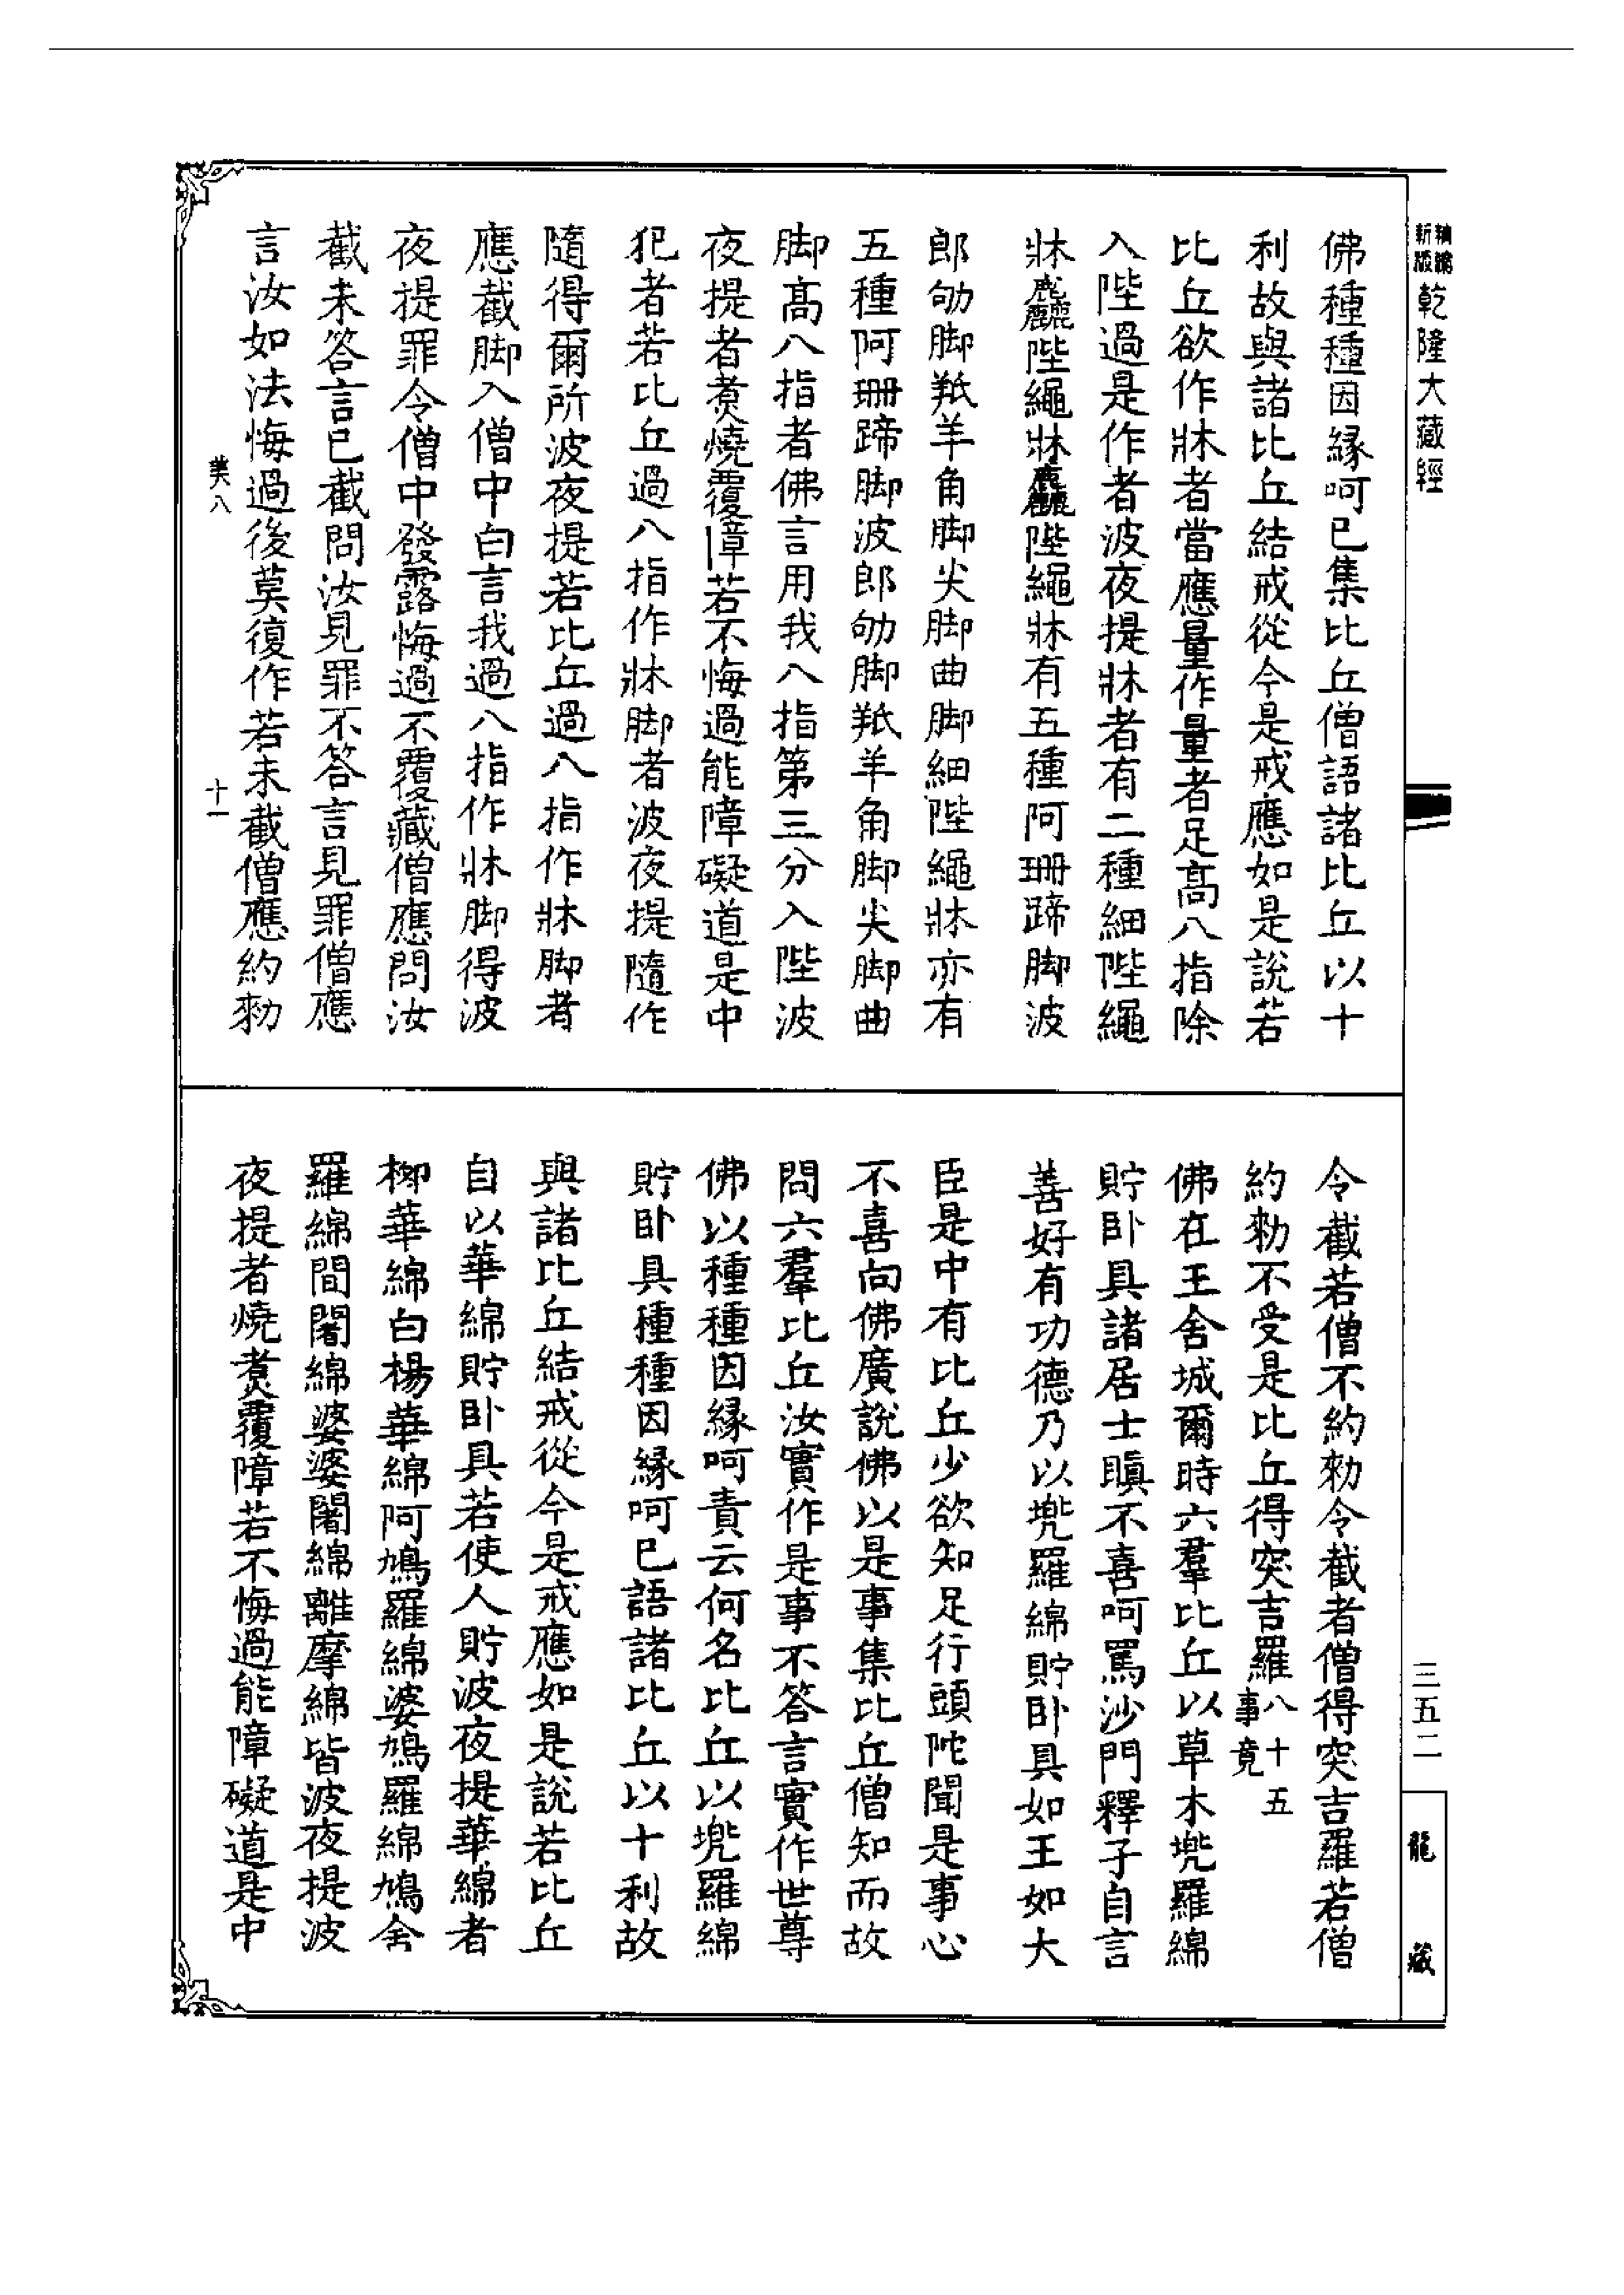 新版
精編
乾隆大藏經
佛種種因緣呵已集比丘僧語諸比丘以十
利故與諸比丘結戒從今是戒應如是說若
比丘欲作牀者當應量作量者足高八指除
入陛過是作者波夜提牀者有二種細陛繩
牀麤陛繩牀麤陛繩牀有五種阿珊蹄脚波
郎劬脚羝羊角脚尖脚曲脚細陛繩牀亦有
五種阿珊蹄脚波郎劬脚羝羊角脚尖脚曲
脚高八指者佛言用我八指第三分入陛波
夜提者煑燒覆障若不悔過能障礙道是中
犯者若比丘過八指作牀脚者波夜提隨作
隨得爾所波夜提若比丘過八指作牀脚者
應截脚入僧中白言我過八指作牀脚得波
夜提罪今僧中發露悔過不覆藏僧應問汝
截未答言已截問汝見罪不答言見罪僧應
言汝如法悔過後莫復作若未截僧應約勑
美八
十一
令截若僧不約勑令截者僧得突吉羅若僧
約勑不受是比丘得突吉羅八十五事竟
佛在王舍城爾時六羣比丘以草木兠羅綿
貯卧具諸居士瞋不喜呵罵沙門釋子自言
善好有功德乃以兠羅綿貯卧具如王如大
臣是中有比丘少欲知足行頭陀聞是事心
不喜向佛廣說佛以是事集比丘僧知而故
問六羣比丘汝實作是事不答言實作世尊
佛以種種因緣呵責云何名比丘以兠羅綿
貯卧具種種因緣呵已語諸比丘以十利故
與諸比丘結戒從今是戒應如是說若比丘
自以華綿貯卧具若使人貯波夜提華綿者
柳華綿白楊華綿阿鳩羅綿婆鳩羅綿鳩舍
羅綿間闍綿婆婆闍綿離摩綿皆波夜提波
夜提者燒煑覆障若不悔過能障礙道是中
三五二
龍藏